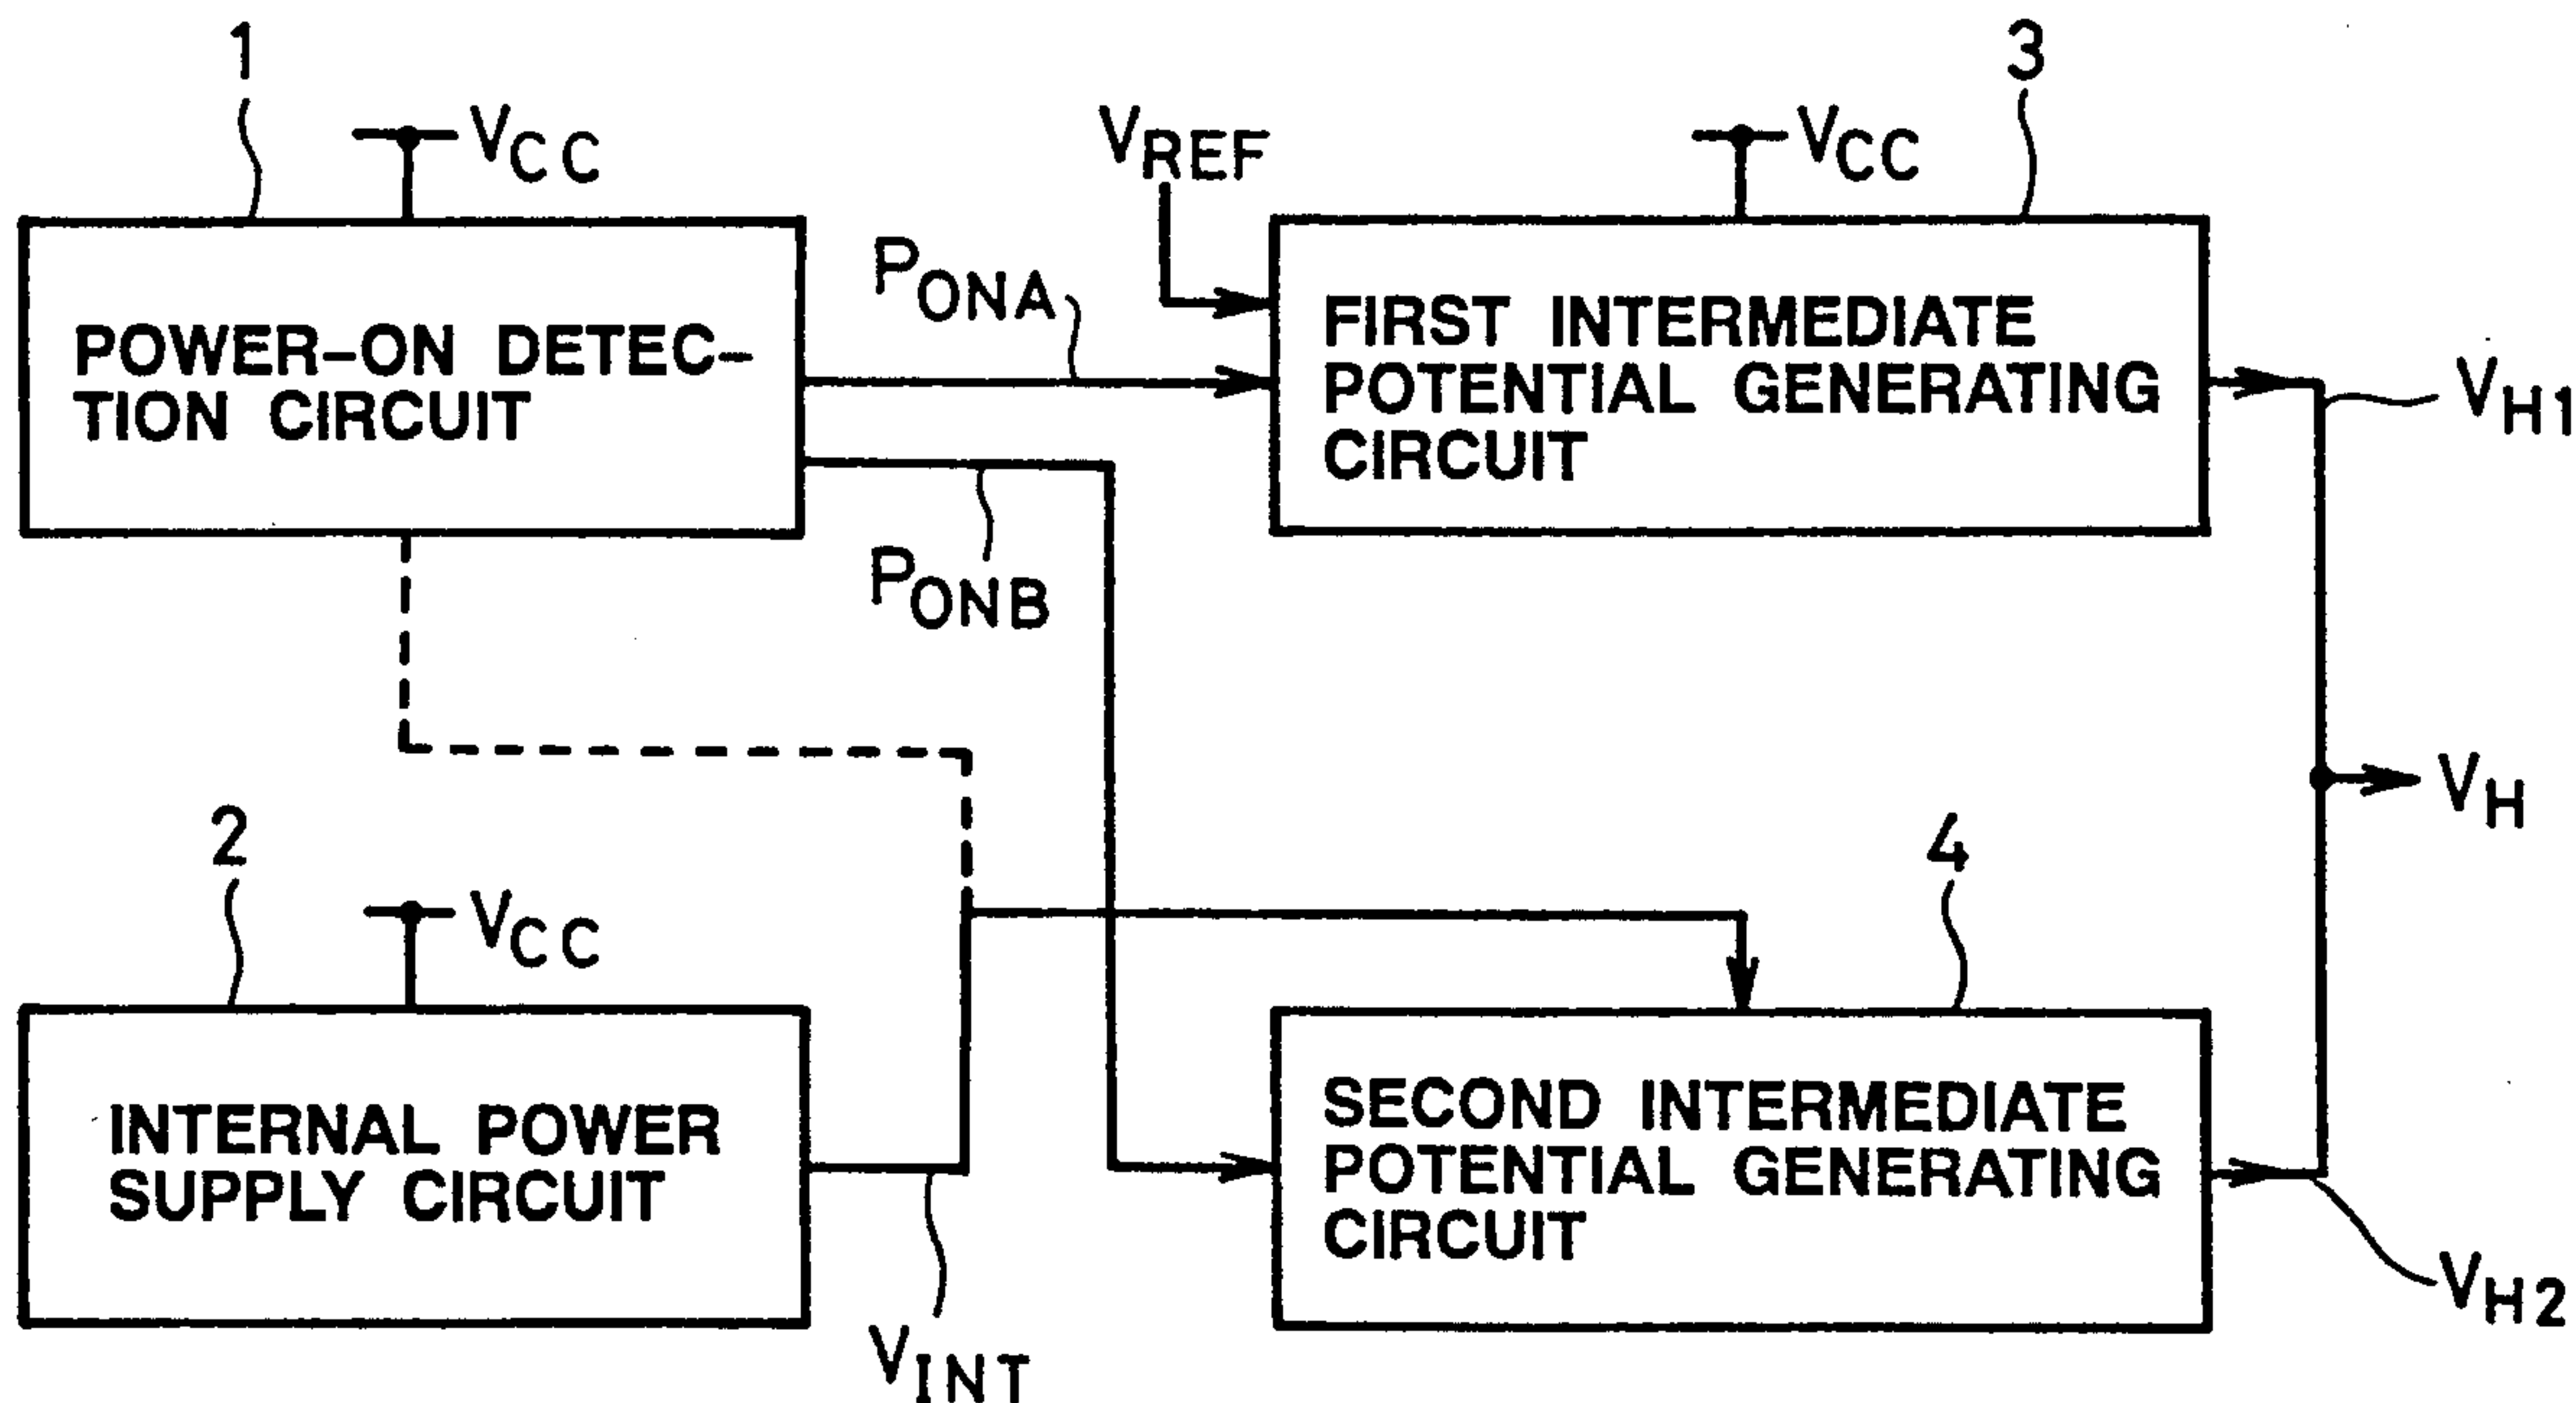 1
3
VCC
VREF
VCC
PONA
POWER-ON DETEC-
TION CIRCUIT
FIRST INTERMEDIATE
POTENTIAL GENERATING
CIRCUIT
VH1
PONB
VH
2
4
VCC
INTERNAL POWER
SUPPLY CIRCUIT
SECOND INTERMEDIATE
POTENTIAL GENERATING
CIRCUIT
VH2
VINT